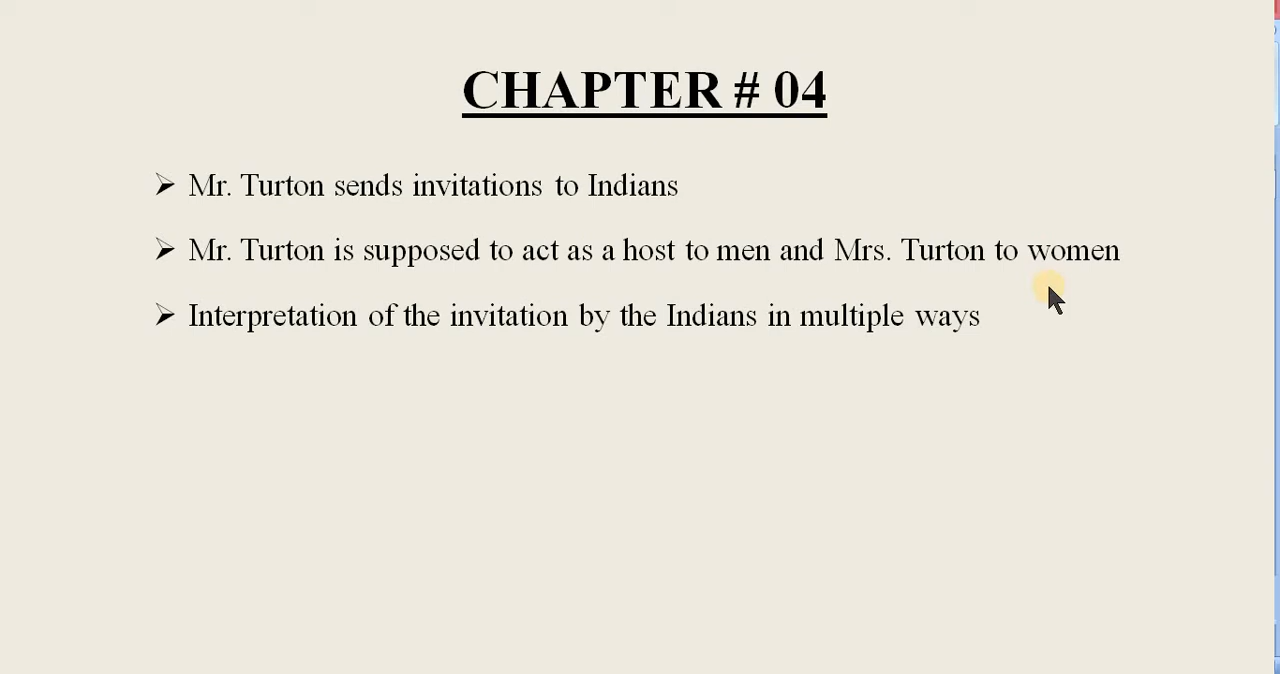 CHAPTER # 04
➢ Mr. Turton sends invitations to Indians
➢ Mr. Turton is supposed to act as a host to men and Mrs. Turton to women
➢ Interpretation of the invitation by the Indians in multiple ways